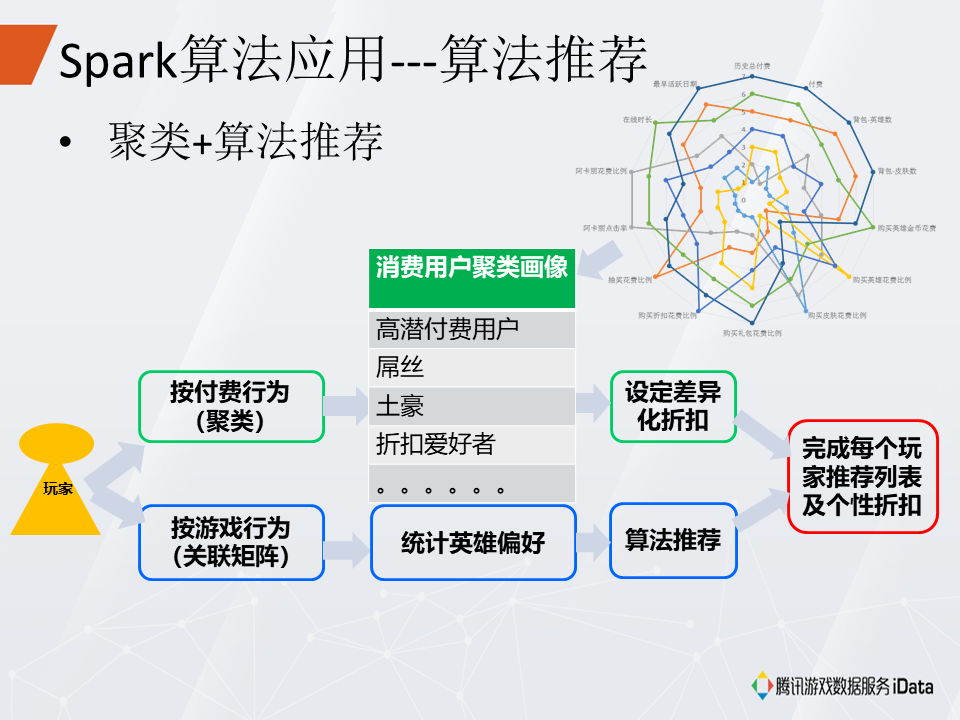 Spark算法应用---算法推荐
• 聚类+算法推荐
历史总付费
付费
背包-英雄数
背包-皮肤数
购买英雄金币花费
购买英雄花费比例
购买皮肤花费比例
购买礼包花费比例
购买折扣花费比例
抽奖花费比例
阿卡丽点击率
阿卡丽花费比例
在线时长
最早活跃日期
7
6
5
4
3
2
1
0
消费用户聚类画像
高潜付费用户
屌丝
土豪
折扣爱好者
。。。。。。
玩家
按付费行为
（聚类）
设定差异
化折扣
按游戏行为
（关联矩阵）
统计英雄偏好
算法推荐
完成每个玩
家推荐列表
及个性折扣
腾讯游戏数据服务 iData